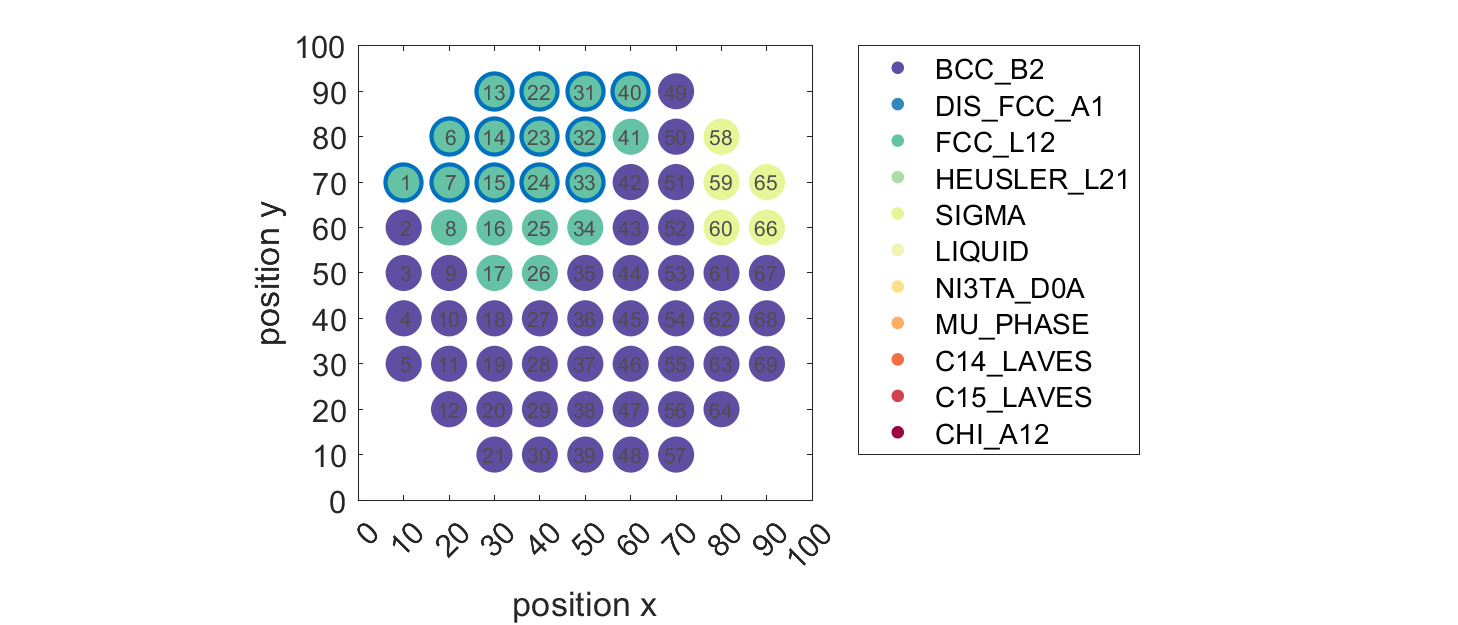 100
90
80
70
60
50
40
30
20
10
0
13 22 31 40 49
6 14 23 32 41 50 58
1 7 15 24 33 42 51 59 65
2 8 16 25 34 43 52 60 66
3 9 17 26 35 44 53 61 67
4 10 18 27 36 45 54 62 68
5 11 19 28 37 46 55 63 69
12 20 29 38 47 56 64
21 30 39 48 57
0 10 20 30 40 50 60 70 80 90 100
position x
position y
BCC_B2
DIS_FCC_A1
FCC_L12
HEUSLER_L21
SIGMA
LIQUID
NI3TA_D0A
MU_PHASE
C14_LAVES
C15_LAVES
CHI_A12